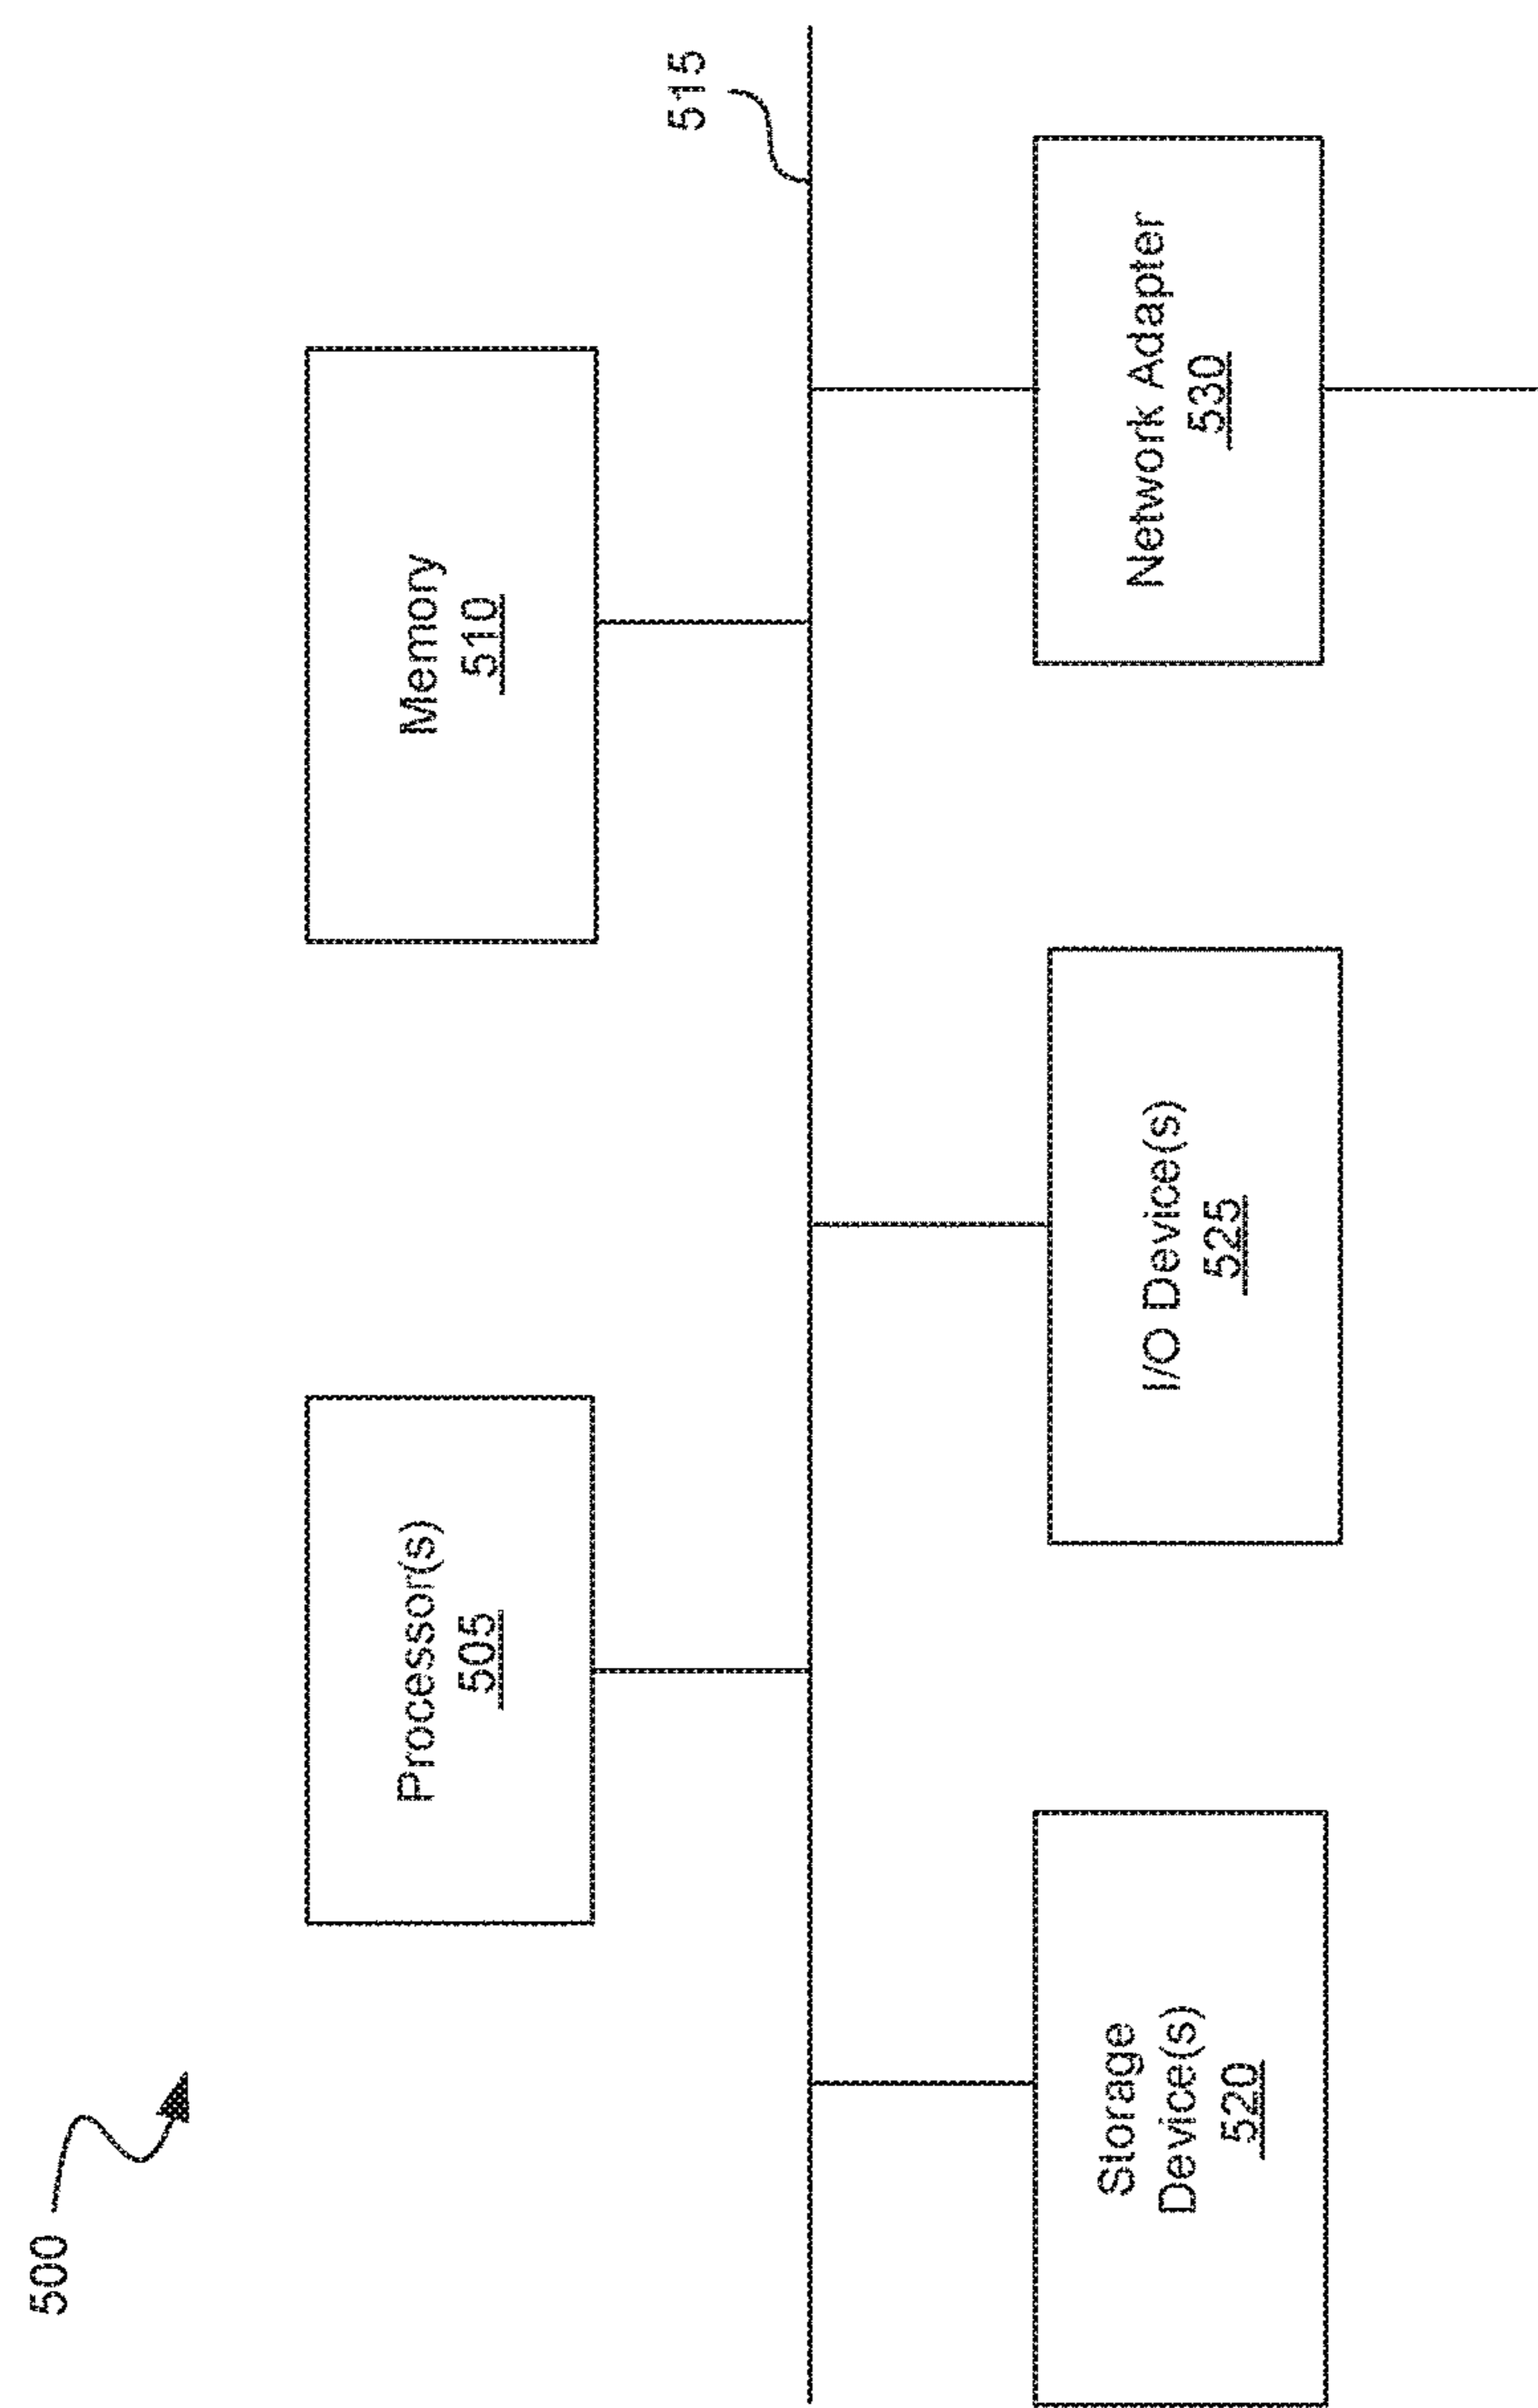 500
Processor(s)
505
Memory
510
515
Storage
Device(s)
520
I/O Device(s)
525
Network Adapter
530